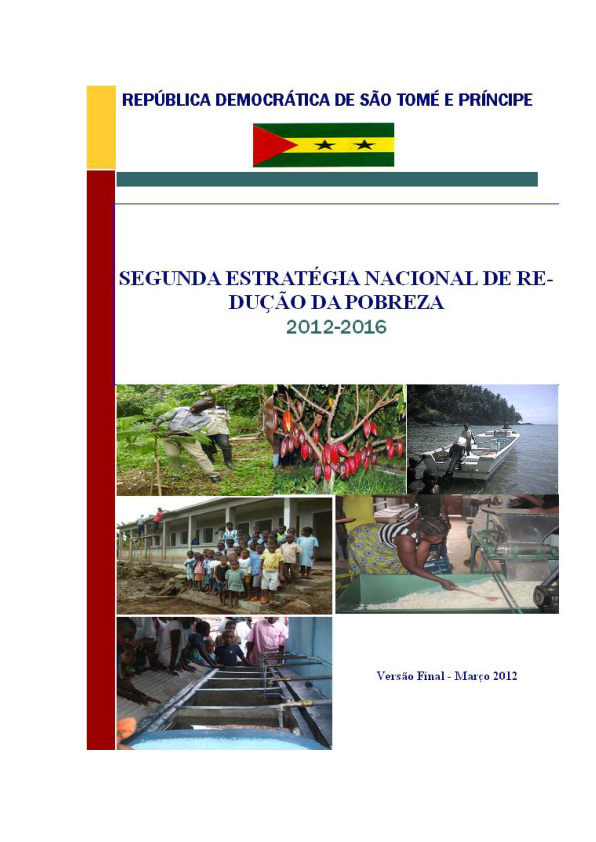 REPÚBLICA DEMOCRÁTICA DE SÃO TOMÉ E PRÍNCIPE
SEGUNDA ESTRATÉGIA NACIONAL DE RE-
DUÇÃO DA POBREZA
2012-2016
Versão Final - Março 2012